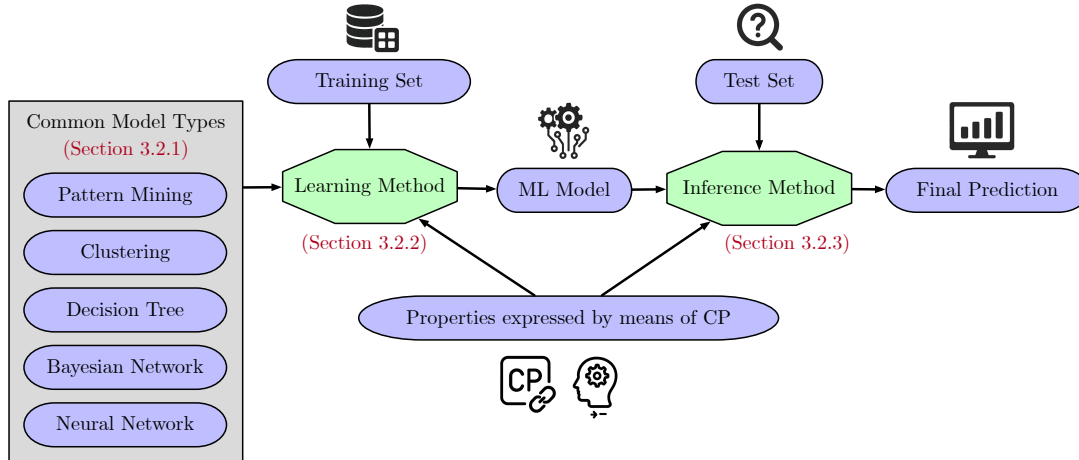 Training Set
Test Set
Common Model Types
(Section 3.2.1)
Pattern Mining
Clustering
Decision Tree
Bayesian Network
Neural Network
Learning Method
(Section 3.2.2)
ML Model
Inference Method
(Section 3.2.3)
Final Prediction
Properties expressed by means of CP
CP
?